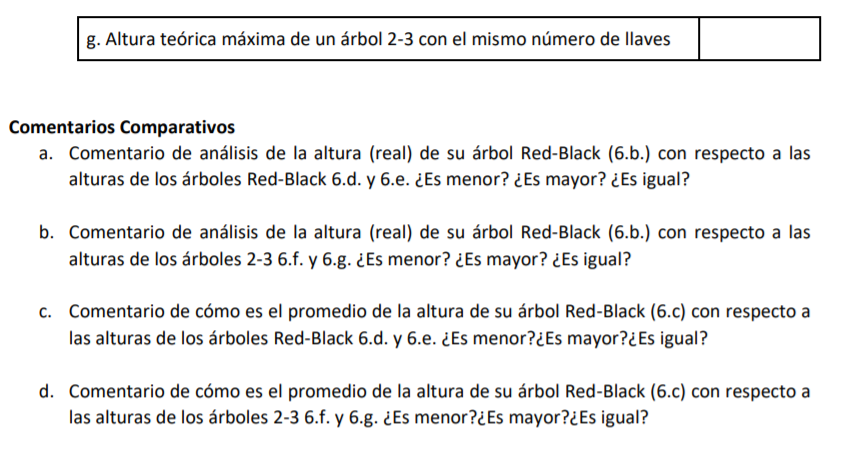 g. Altura teórica máxima de un árbol 2-3 con el mismo número de llaves
Comentarios Comparativos
a. Comentario de análisis de la altura (real) de su árbol Red-Black (6.b.) con respecto a las
alturas de los árboles Red-Black 6.d. y 6.e. ¿Es menor? ¿Es mayor? ¿Es igual?
b. Comentario de análisis de la altura (real) de su árbol Red-Black (6.b.) con respecto a las
alturas de los árboles 2-3 6.f. y 6.g. ¿Es menor? ¿Es mayor? ¿Es igual?
c. Comentario de cómo es el promedio de la altura de su árbol Red-Black (6.c) con respecto a
las alturas de los árboles Red-Black 6.d. y 6.e. ¿Es menor?¿Es mayor?¿Es igual?
d. Comentario de cómo es el promedio de la altura de su árbol Red-Black (6.c) con respecto a
las alturas de los árboles 2-3 6.f. y 6.g. ¿Es menor?¿Es mayor?¿Es igual?